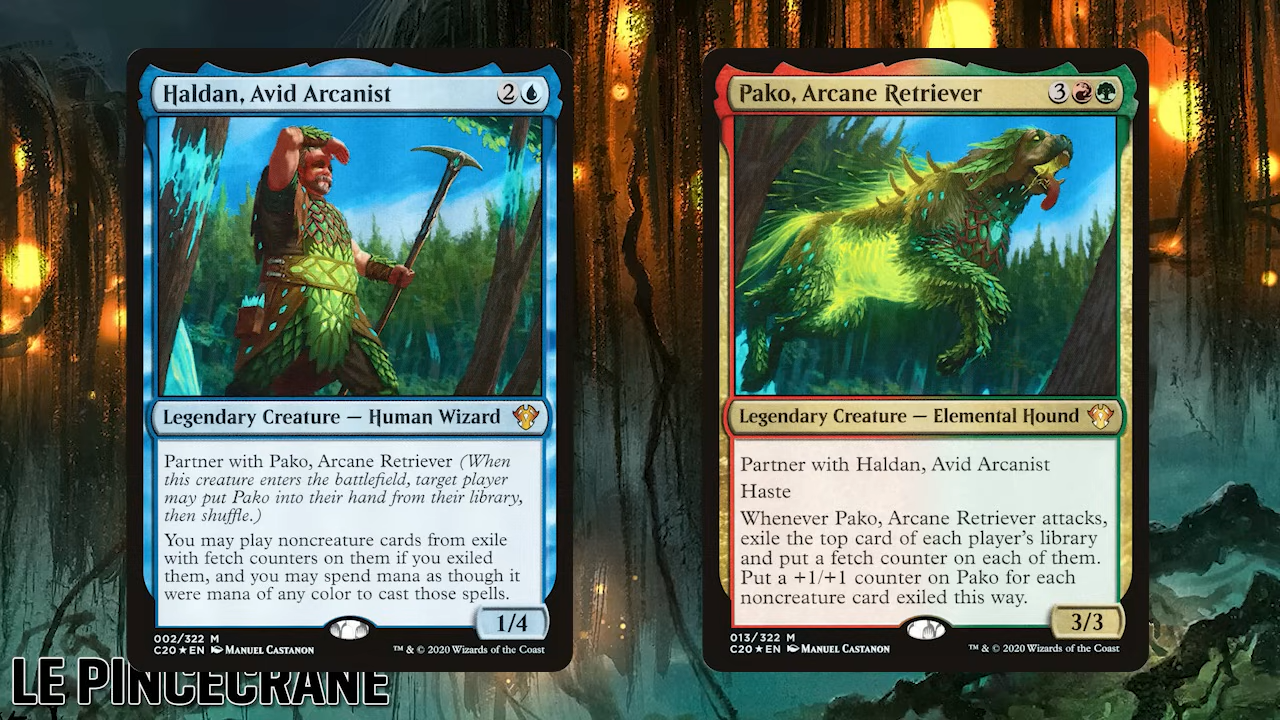 Haldan, Avid Arcanist 2
Legendary Creature — Human Wizard
Partner with Pako, Arcane Retriever (When
this creature enters the battlefield, target player
may put Pako into their hand from their library,
then shuffle.)
You may play noncreature cards from exile
with fetch counters on them if you exiled
them, and you may spend mana as though it
were mana of any color to cast those spells.
1/4
002/322 M
C20 ★ EN Manuel Castanon
™ & © 2020 Wizards of the Coast
Pako, Arcane Retriever 3
Legendary Creature — Elemental Hound
Partner with Haldan, Avid Arcanist
Haste
Whenever Pako, Arcane Retriever attacks,
exile the top card of each player's library
and put a fetch counter on each of them.
Put a +1/+1 counter on Pako for each
noncreature card exiled this way.
3/3
013/322 M
C20 ★ EN Manuel Castanon
™ & © 2020 Wizards of the Coast
LE PINCECRANE